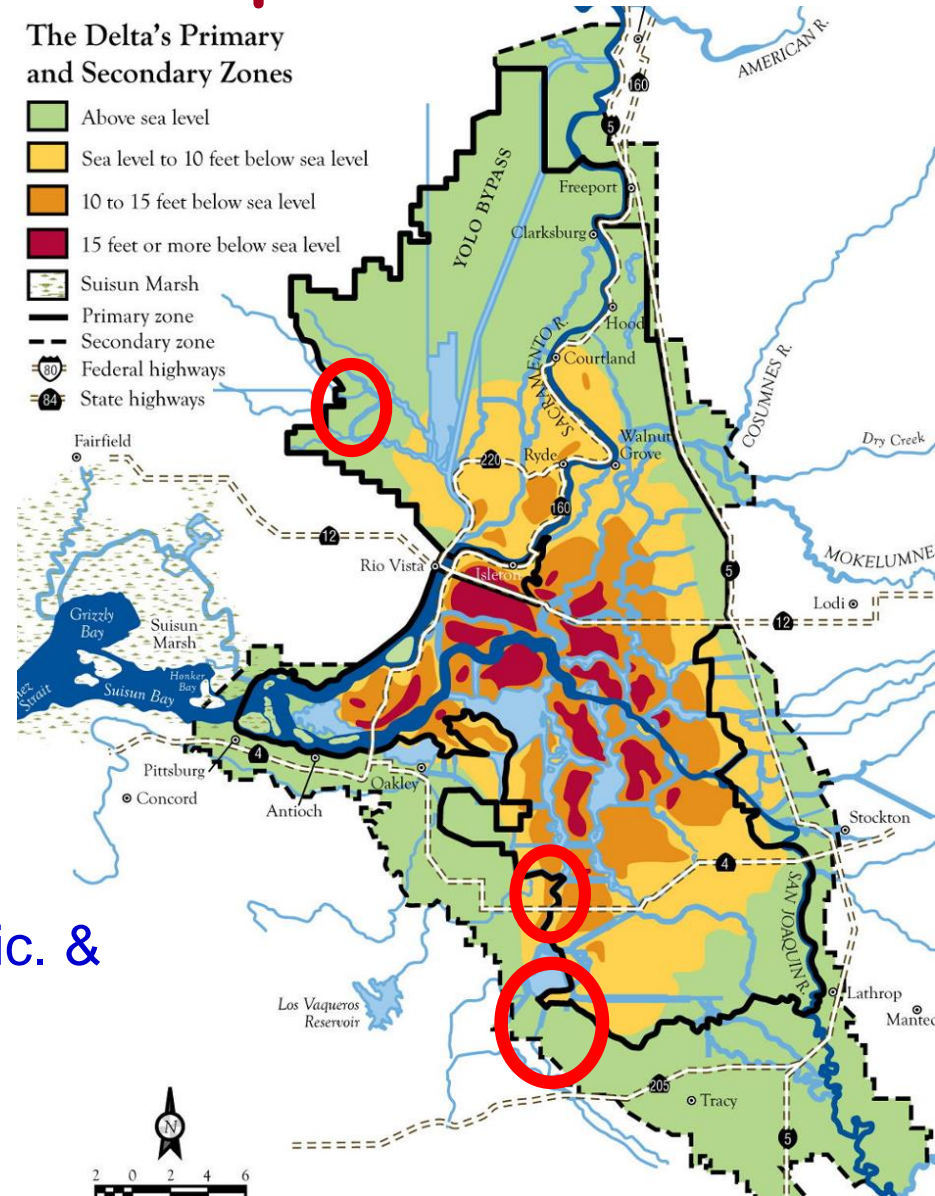 The Delta's Primary
and Secondary Zones
Above sea level
Sea level to 10 feet below sea level
10 to 15 feet below sea level
15 feet or more below sea level
Suisun Marsh
Primary zone
Secondary zone
80 Federal highways
84 State highways
AMERICAN R.
160
5
Freeport
YOLO BYPASS
Clarksburg
Hood
SACRAMENTO R.
Courtland
COSUMNES R.
Fairfield
Walnut
Grove
Dry Creek
220
Ryde
160
12
MOKELUMNE
Rio Vista
Isleton
5
Lodi
12
Grizzly
Bay
Suisun
Marsh
Honker
Bay
Suisun Bay
Strait
4
Pittsburg
Antioch
Oakley
Concord
Stockton
4
SAN JOAQUIN R.
ic. &
Los Vaqueros
Reservoir
Lathrop
Mantec
205
Tracy
5
N
2 0 2 4 6